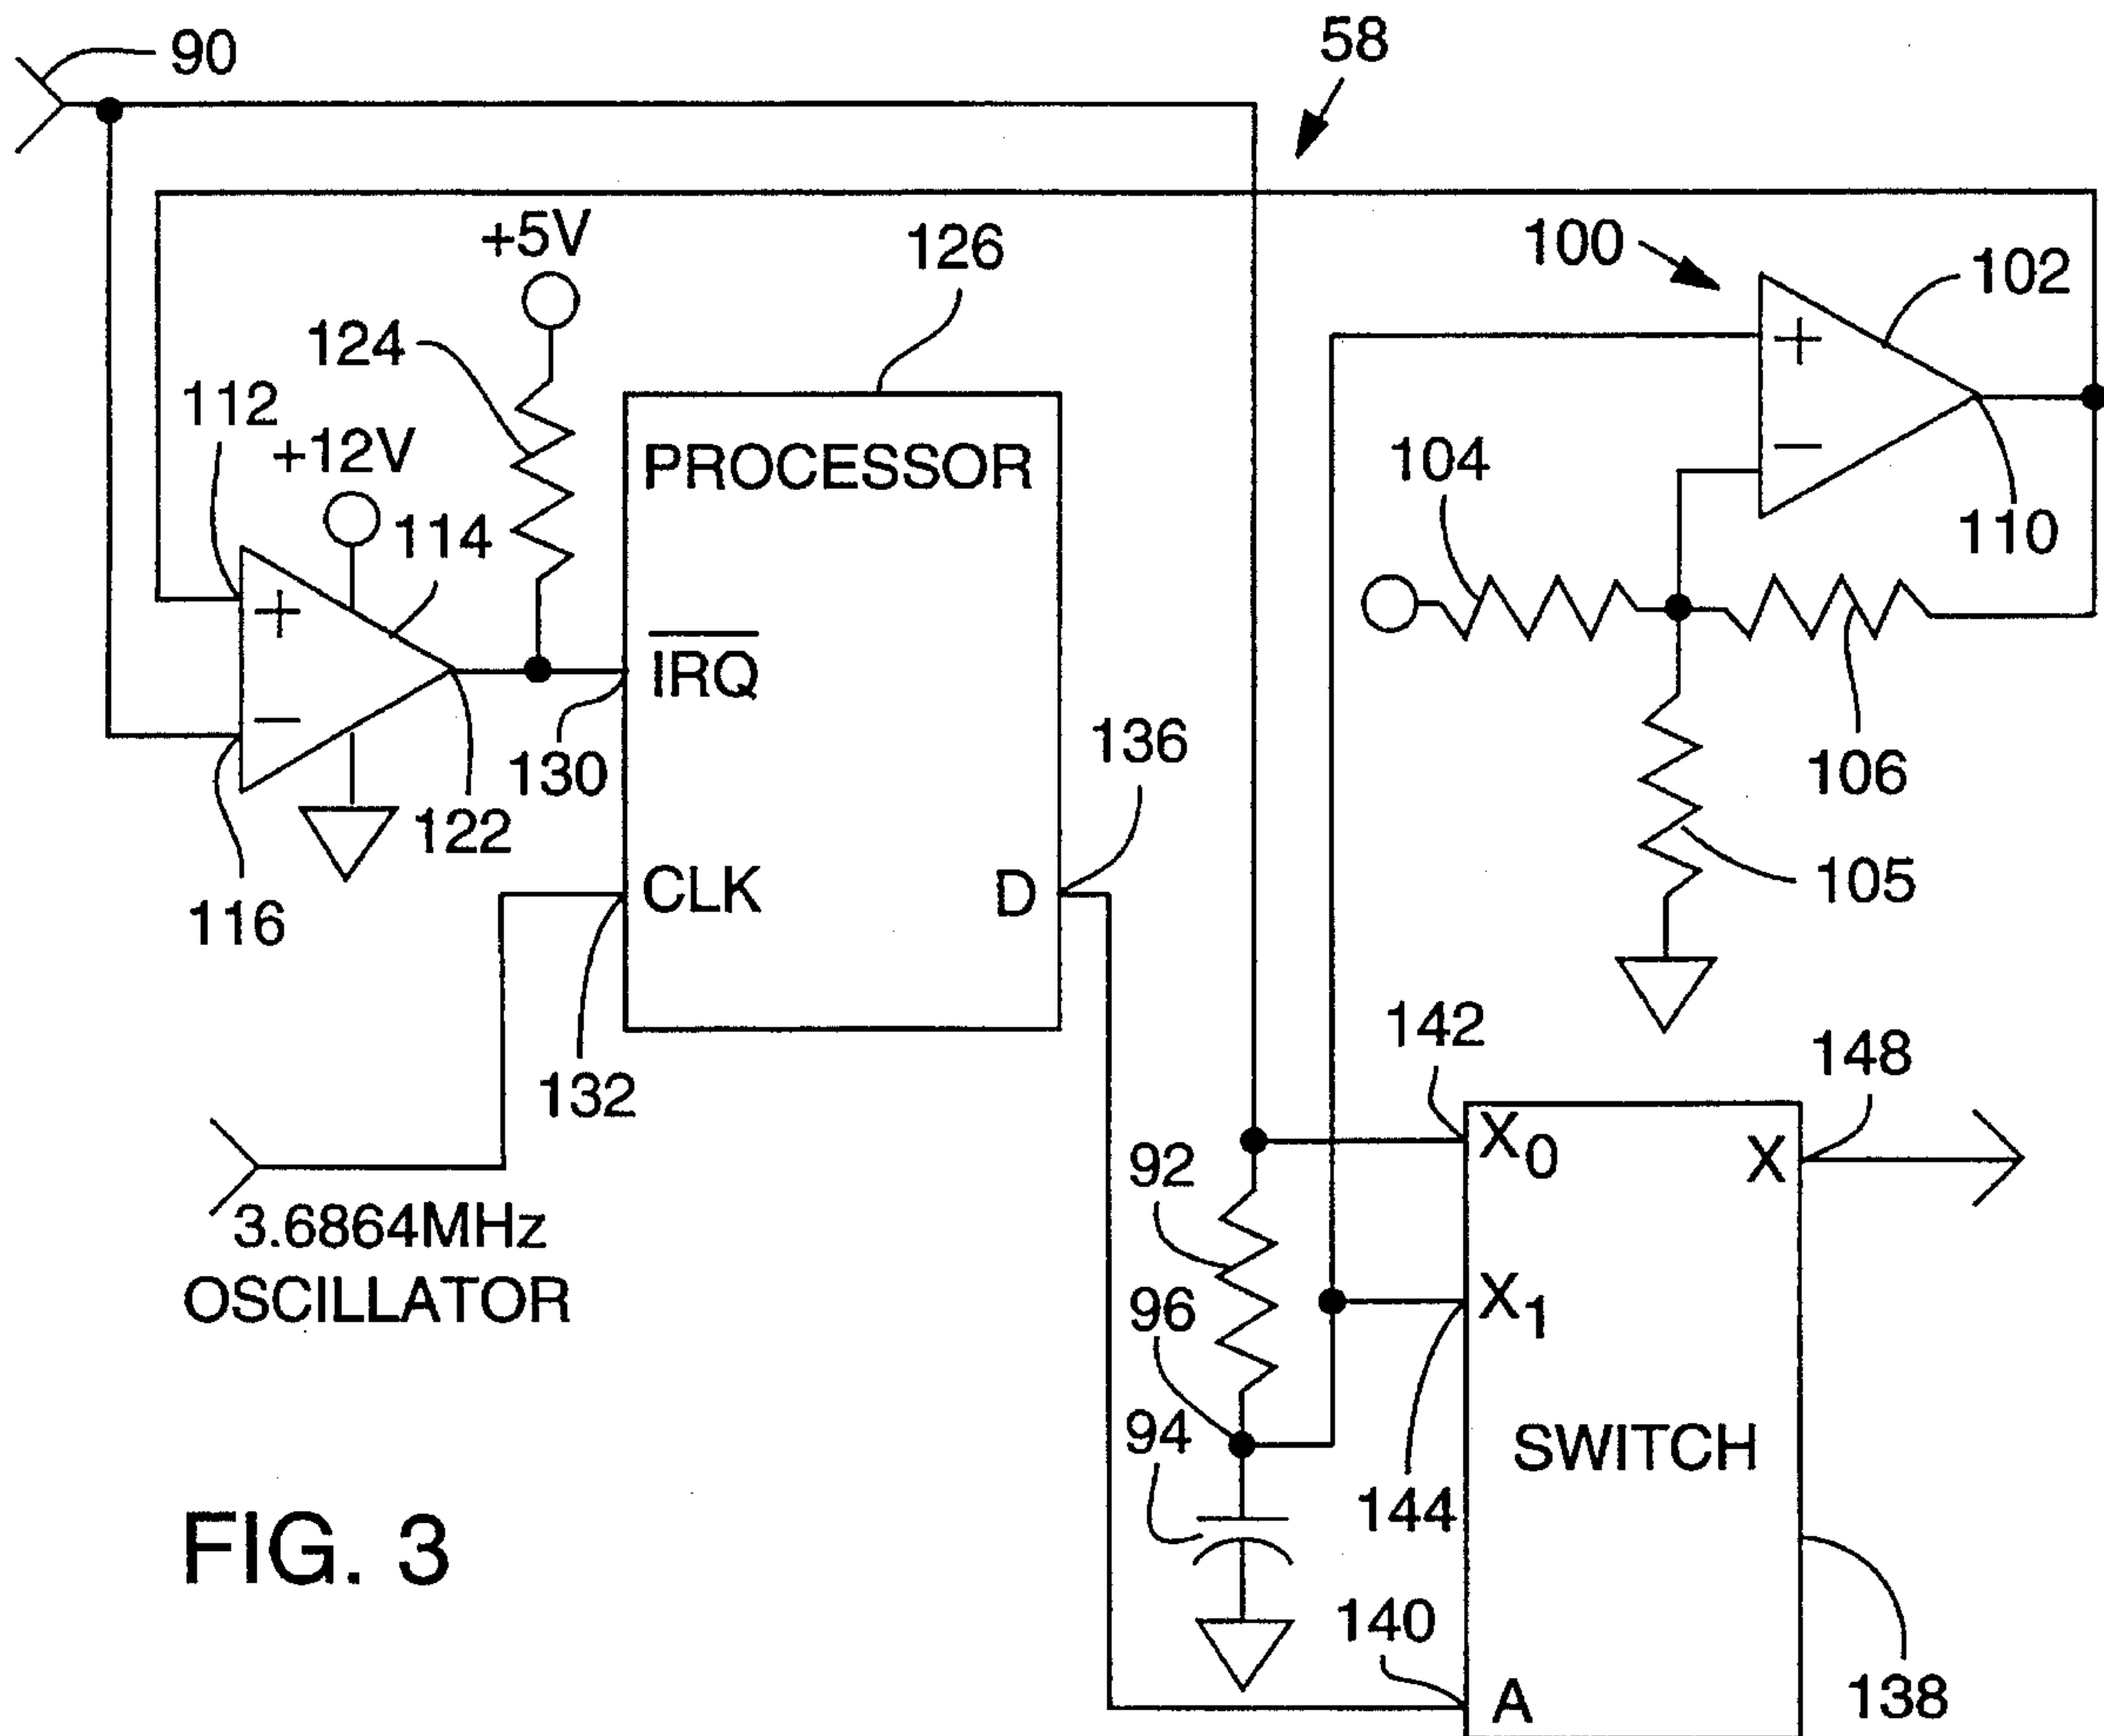 90
58
+5V
126
100
102
124
112
+12V
PROCESSOR
104
114
110
+
−
+
IRQ
−
130
136
106
122
116
CLK
D
105
132
142
148
X0
X
92
3.6864MHz
OSCILLATOR
96
X1
94
SWITCH
144
FIG. 3
140
138
A